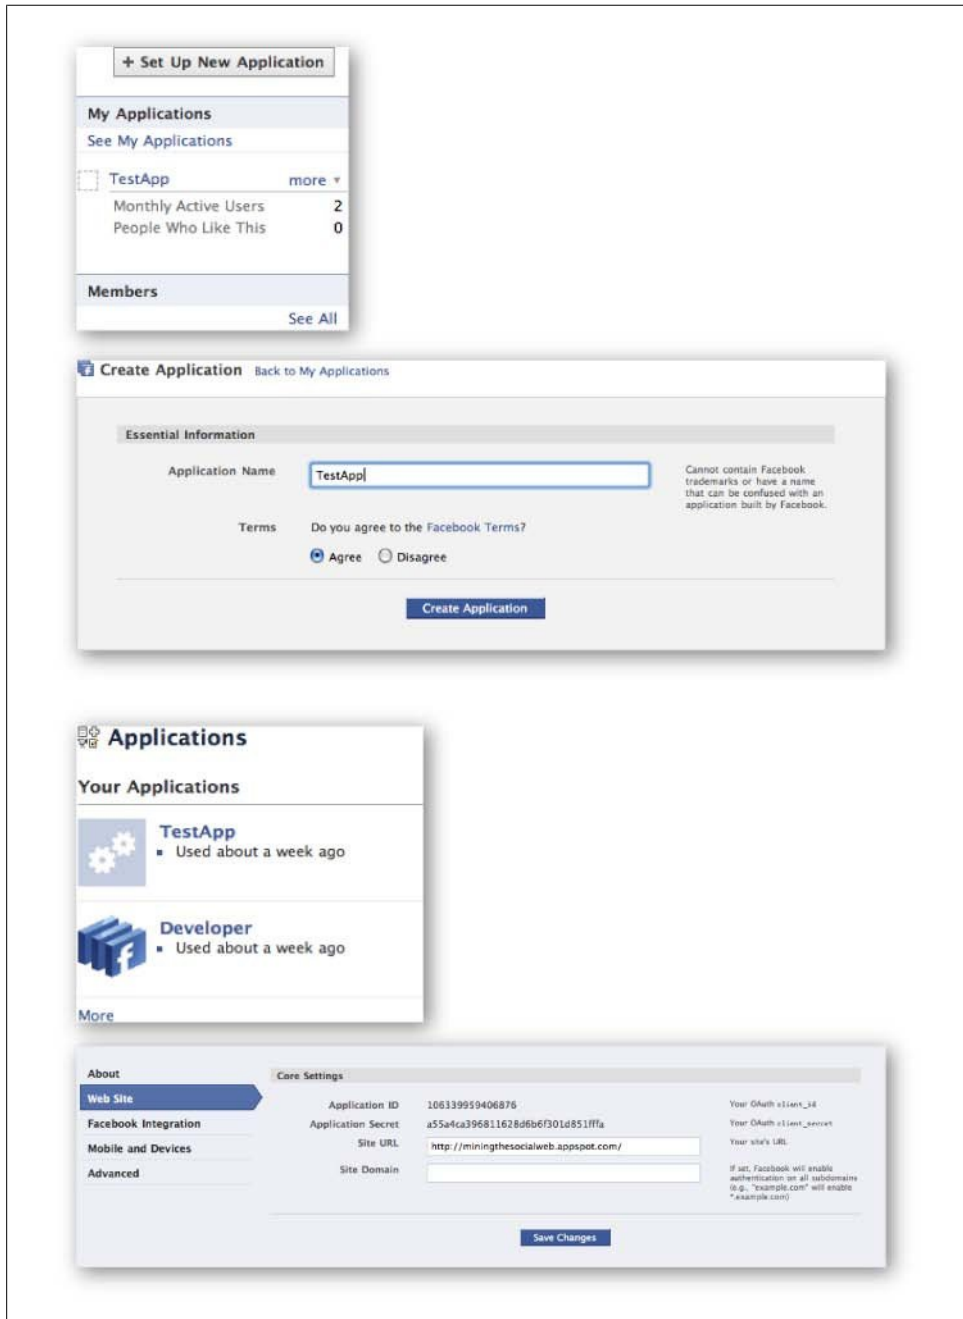 + Set Up New Application
My Applications
See My Applications
TestApp more
Monthly Active Users 2
People Who Like This 0
Members
See All
Create Application Back to My Applications
Essential Information
Application Name TestApp
Cannot contain Facebook
trademarks or have a name
that can be confused with an
application built by Facebook.
Terms Do you agree to the Facebook Terms?
Agree Disagree
Create Application
Applications
Your Applications
TestApp
Used about a week ago
Developer
Used about a week ago
More
About
Web Site
Facebook Integration
Mobile and Devices
Advanced
Core Settings
Application ID 106339959406876 Your OAuth client_id
Application Secret a55a4ca396811628d6b6f301d851fffa Your OAuth client_secret
Site URL http://miningthesocialweb.appspot.com/ Your site's URL
Site Domain
If set, Facebook will enable
authentication on all subdomains
(e.g., "example.com" will enable
*.example.com)
Save Changes